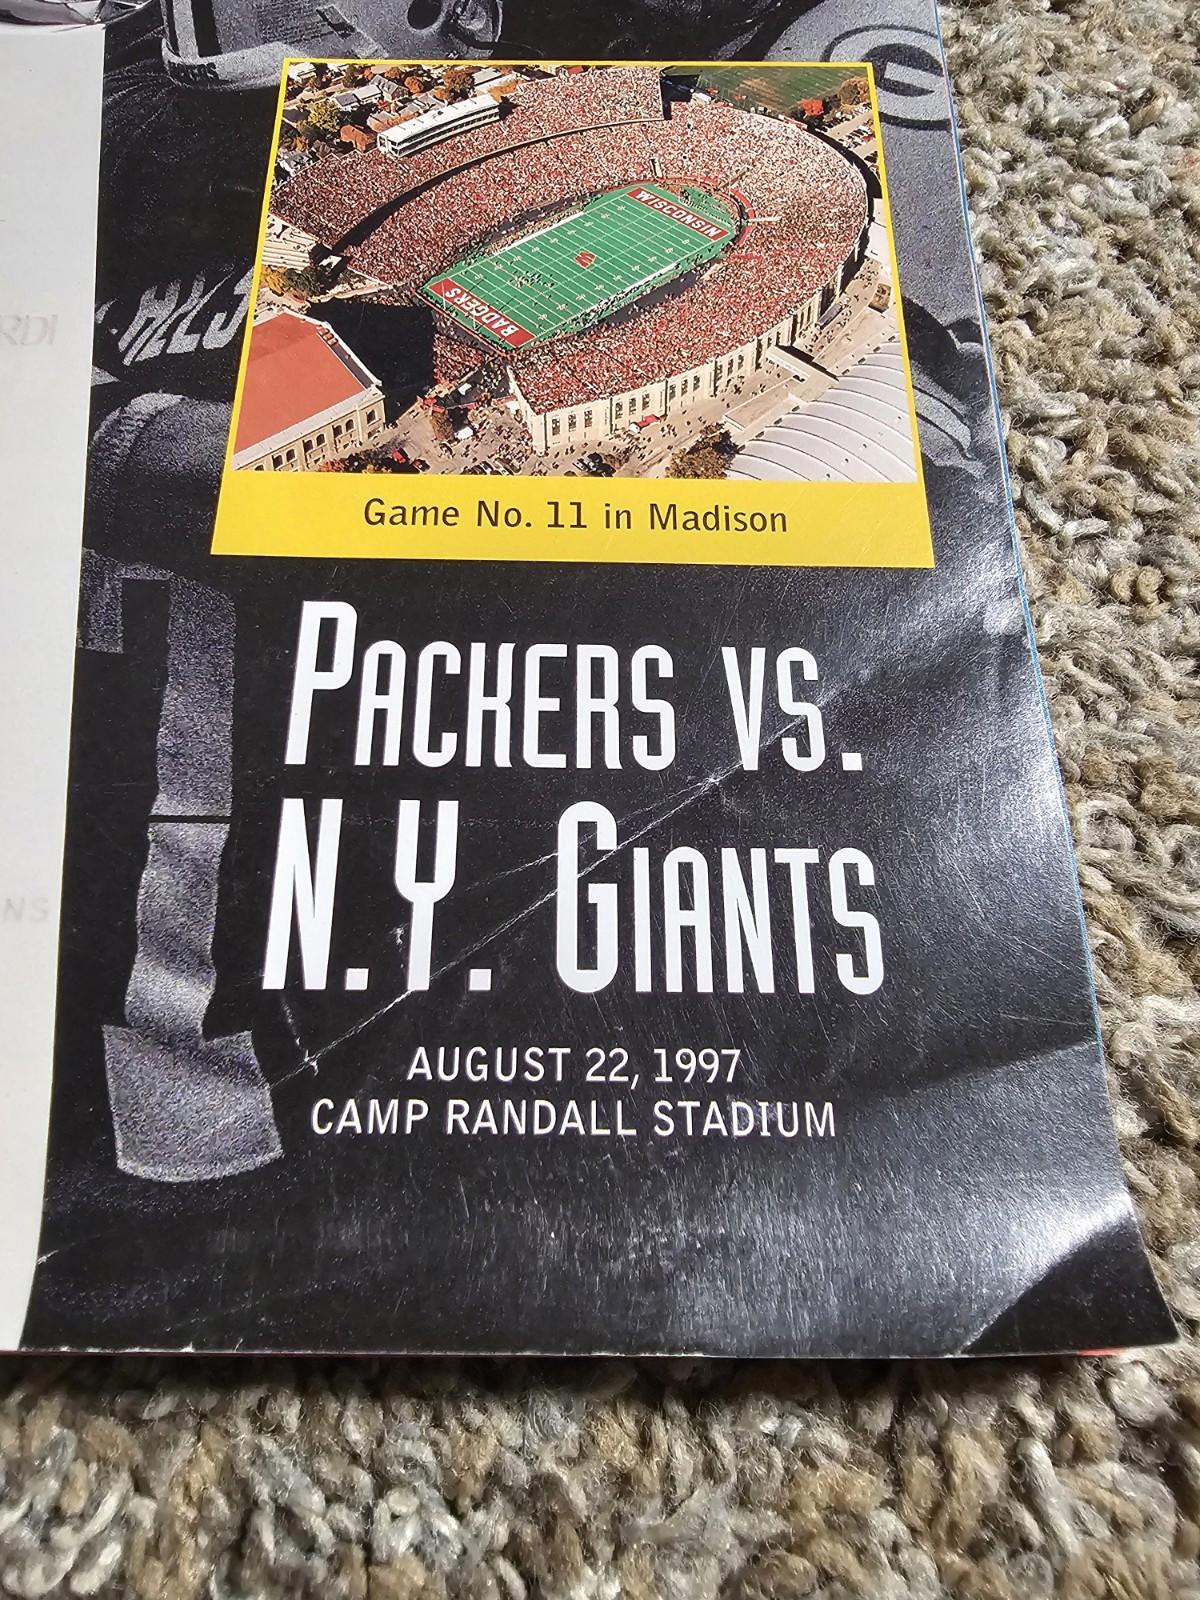 WISCONSIN
BADGERS
Game No. 11 in Madison
PACKERS VS.
N.Y. GIANTS
AUGUST 22, 1997
CAMP RANDALL STADIUM